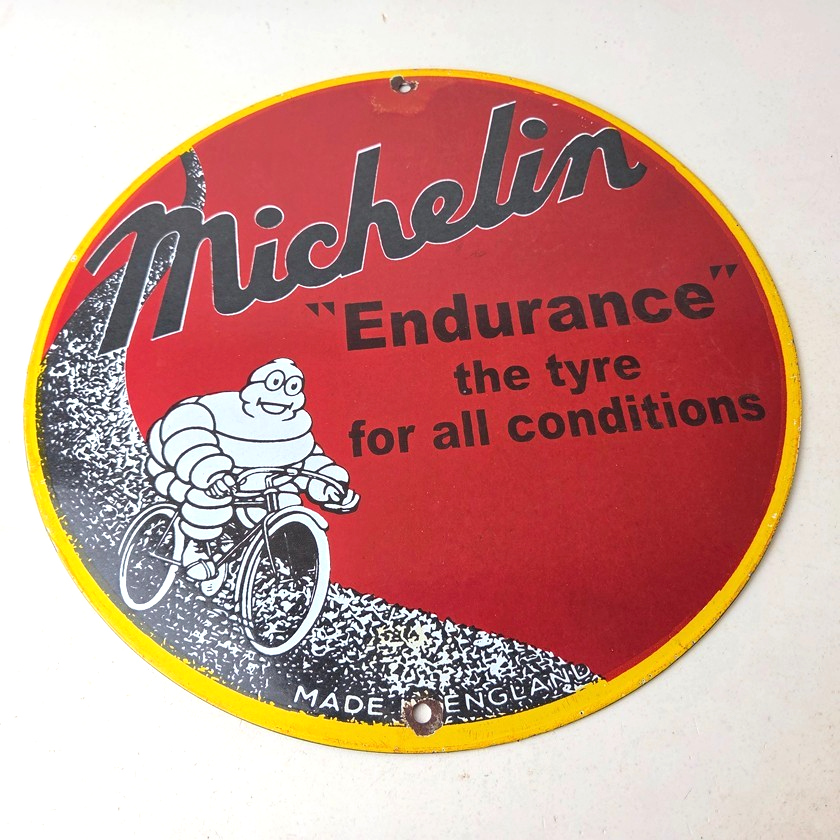 Michelin
"Endurance"
the tyre
for all conditions
MADE ENGLAND